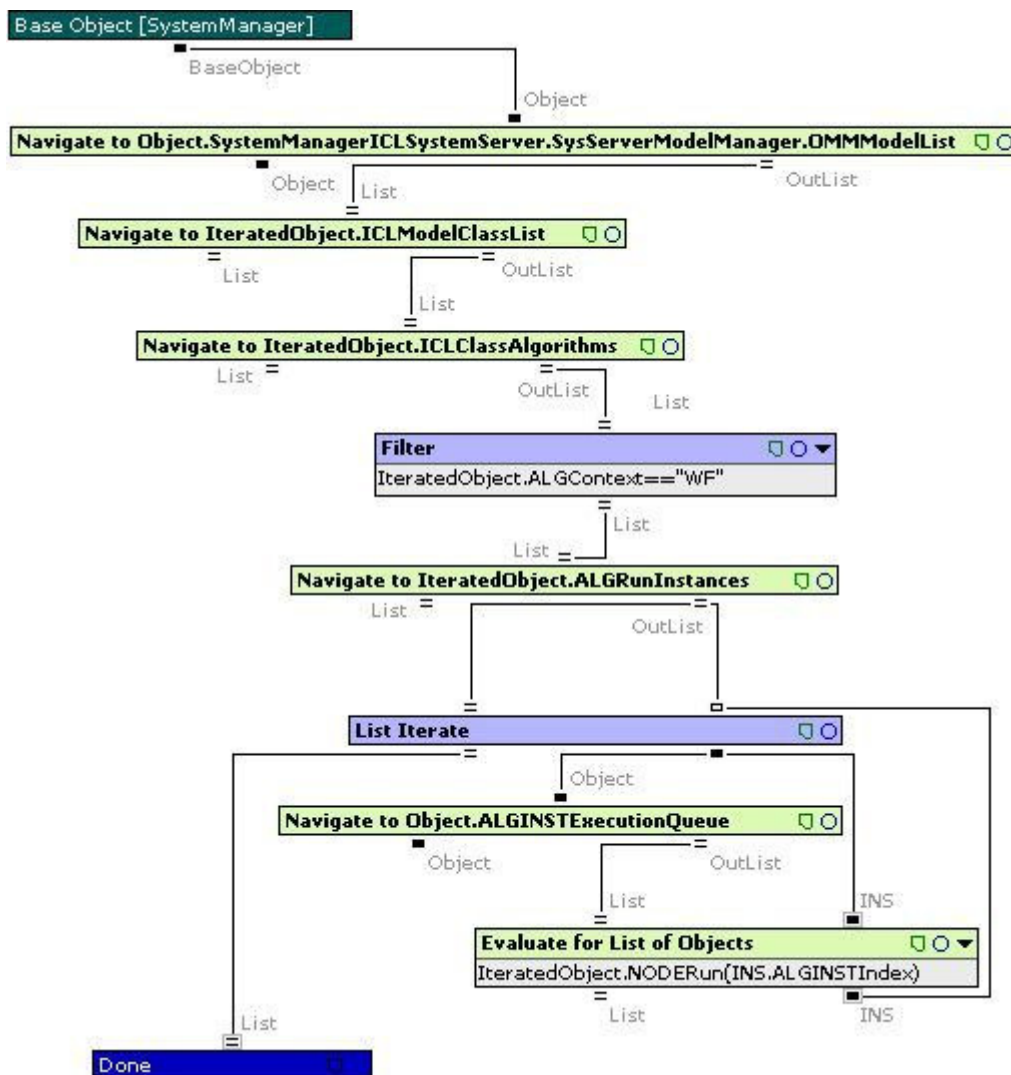 Base Object [SystemManager]
BaseObject
Object
Navigate to Object.SystemManagerICLSystemServer.SysServerModelManager.OMMModelList
Object
List
OutList
Navigate to IteratedObject.ICLModelClassList
List
OutList
List
Navigate to IteratedObject.ICLClassAlgorithms
List
OutList
List
Filter
IteratedObject.ALGContext=="WF"
List
List
Navigate to IteratedObject.ALGRunInstances
List
OutList
List Iterate
Object
Navigate to Object.ALGINSTExecutionQueue
Object
OutList
List
INS
Evaluate for List of Objects
IteratedObject.NODERun(INS.ALGINSTIndex)
List
INS
List
Done